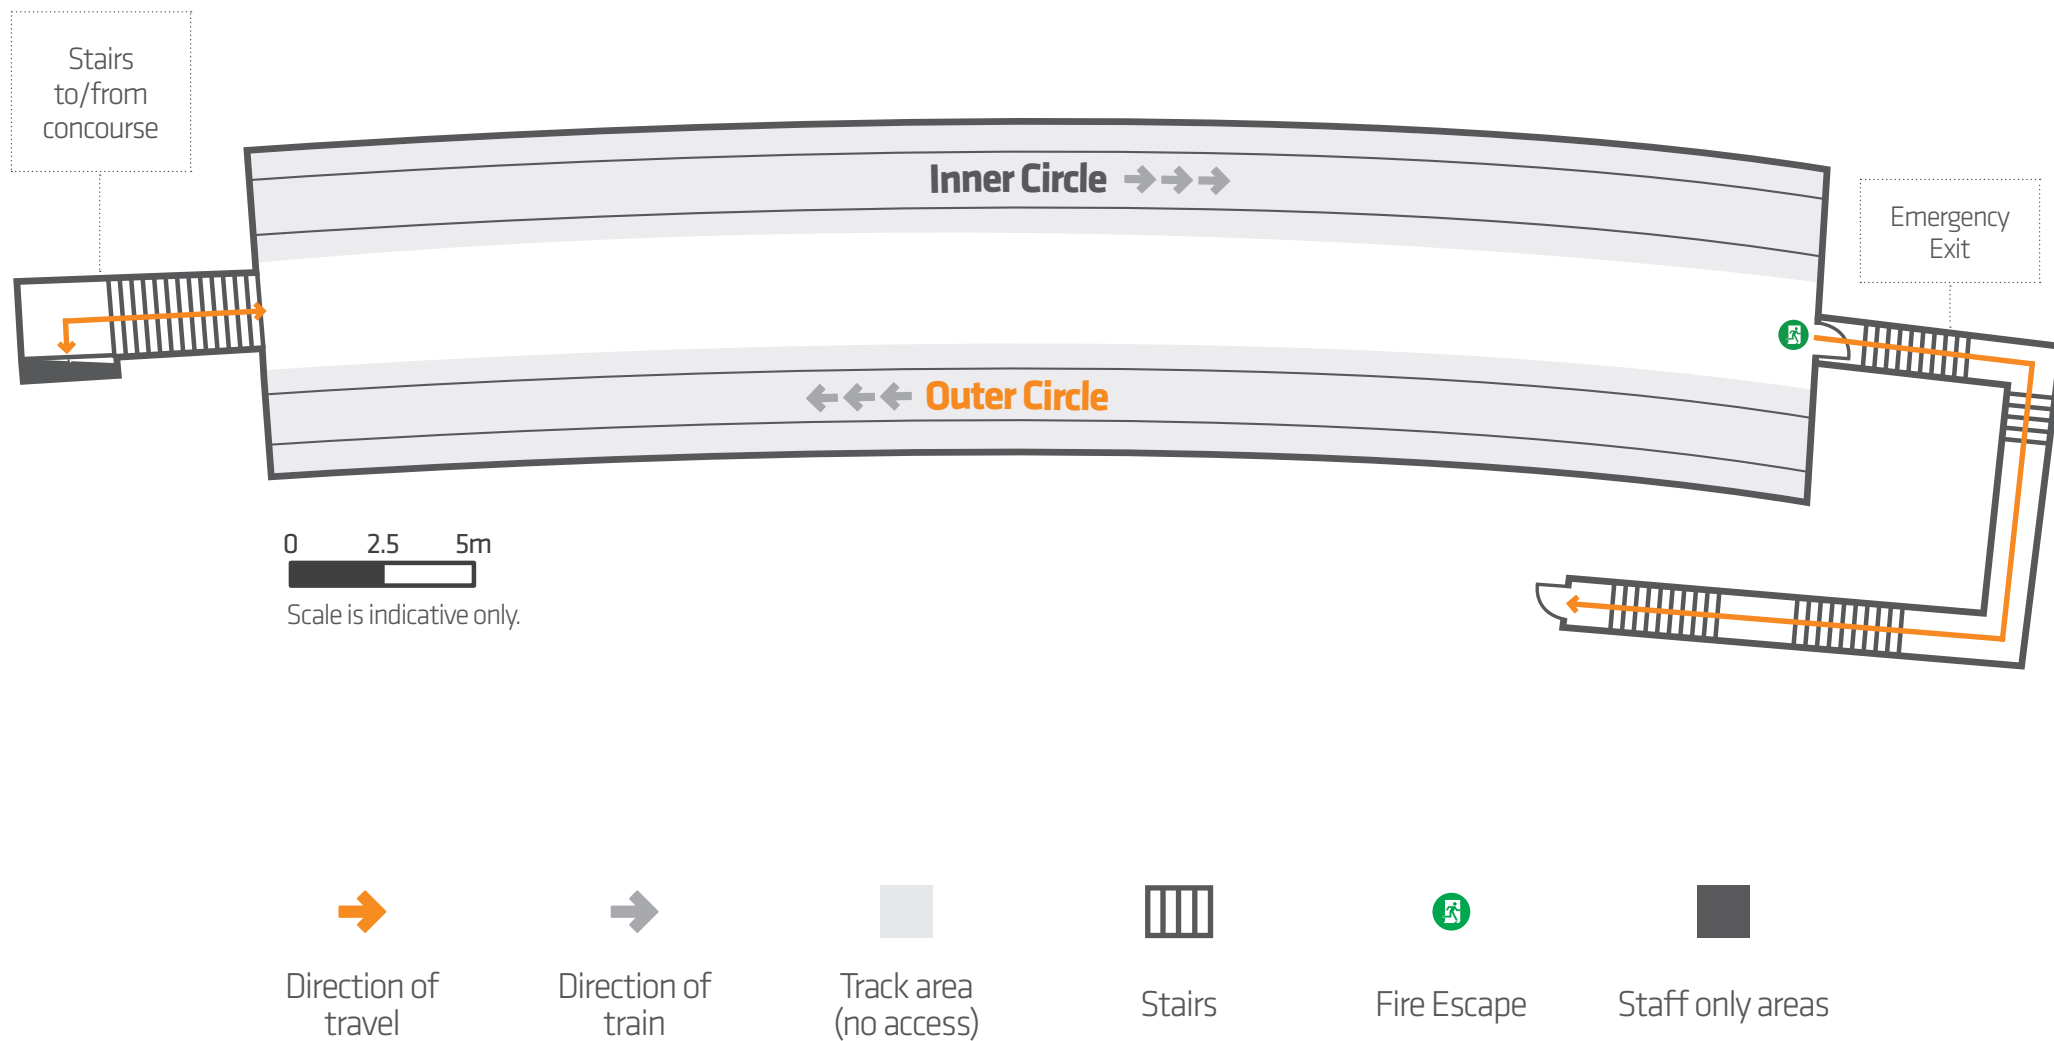 Stairs
to/from
concourse
Inner Circle
Emergency
Exit
Outer Circle
0 2.5 5m
Scale is indicative only.
Direction of
travel
Direction of
train
Track area
(no access)
Stairs
Fire Escape
Staff only areas